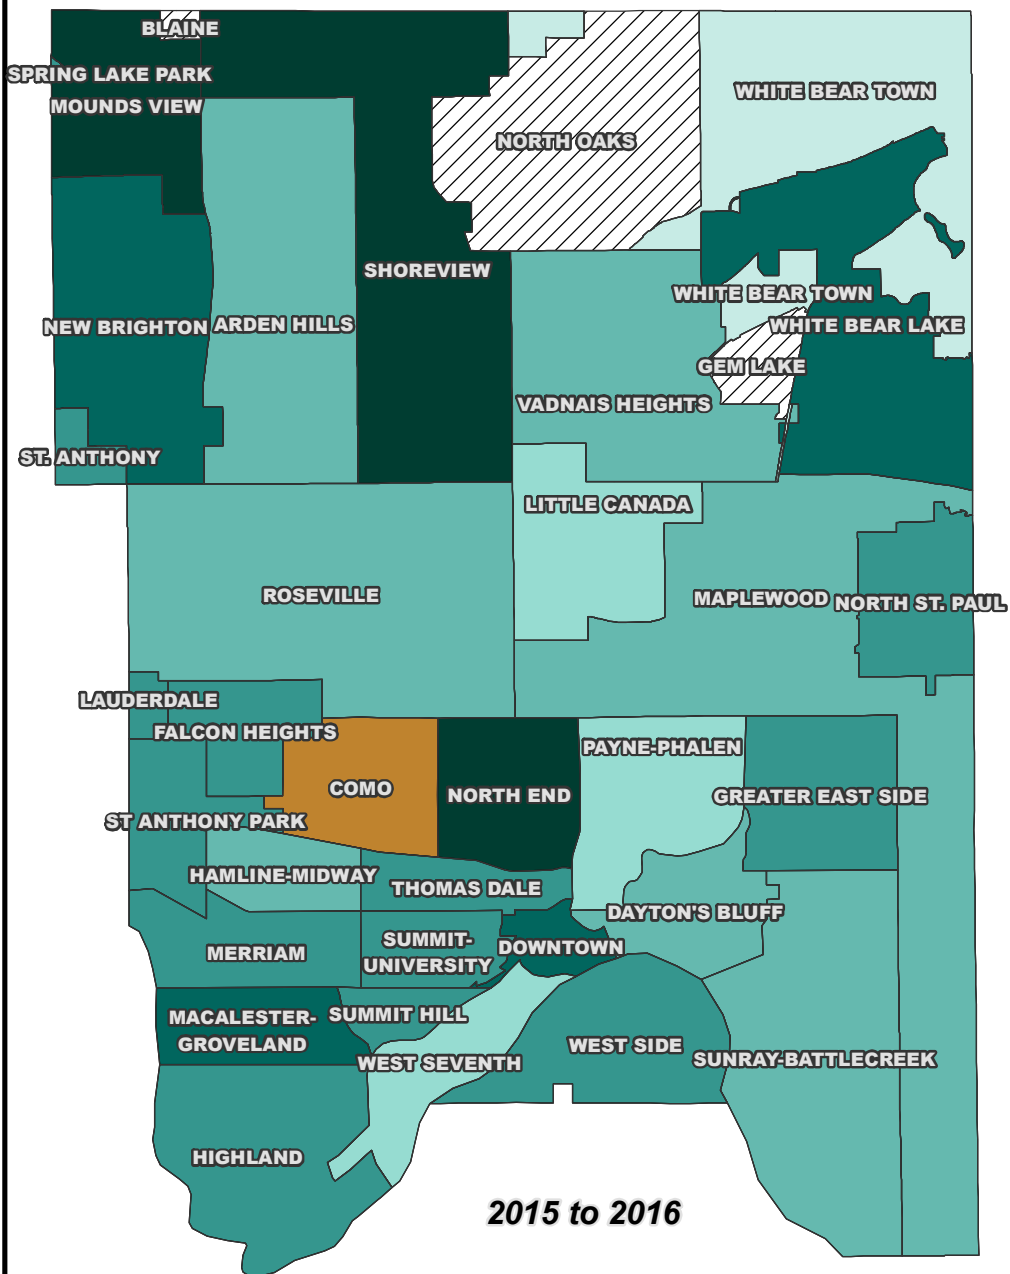 BLAINE
SPRING LAKE PARK
WHITE BEAR TOWN
MOUNDS VIEW
NORTH OAKS
SHOREVIEW
WHITE BEAR TOWN
NEW BRIGHTON
ARDEN HILLS
WHITE BEAR LAKE
GEM LAKE
VADNAIS HEIGHTS
ST. ANTHONY
LITTLE CANADA
ROSEVILLE
MAPLEWOOD
NORTH ST. PAUL
LAUDERDALE
FALCON HEIGHTS
PAYNE-PHALEN
COMO
NORTH END
GREATER EAST SIDE
ST ANTHONY PARK
HAMLINE-MIDWAY
THOMAS DALE
DAYTON'S BLUFF
SUMMIT-
UNIVERSITY
DOWNTOWN
MERRIAM
MACALESTER-
GROVELAND
SUMMIT HILL
WEST SIDE
SUNRAY-BATTLECREEK
WEST SEVENTH
HIGHLAND
2015 to 2016